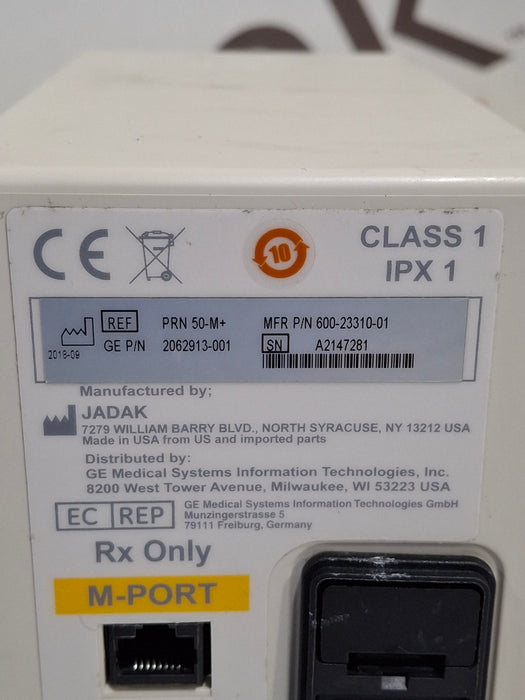 CE
10
CLASS 1
IPX 1
2018-09
REF PRN 50-M+ MFR P/N 600-23310-01
GE P/N 2062913-001 SN A2147281
Manufactured by;
JADAK
7279 WILLIAM BARRY BLVD., NORTH SYRACUSE, NY 13212 USA
Made in USA from US and imported parts
Distributed by:
GE Medical Systems Information Technologies, Inc.
8200 West Tower Avenue, Milwaukee, WI 53223 USA
EC REP
GE Medical Systems Information Technologies GmbH
Munzingerstrasse 5
79111 Freiburg, Germany
Rx Only
M-PORT